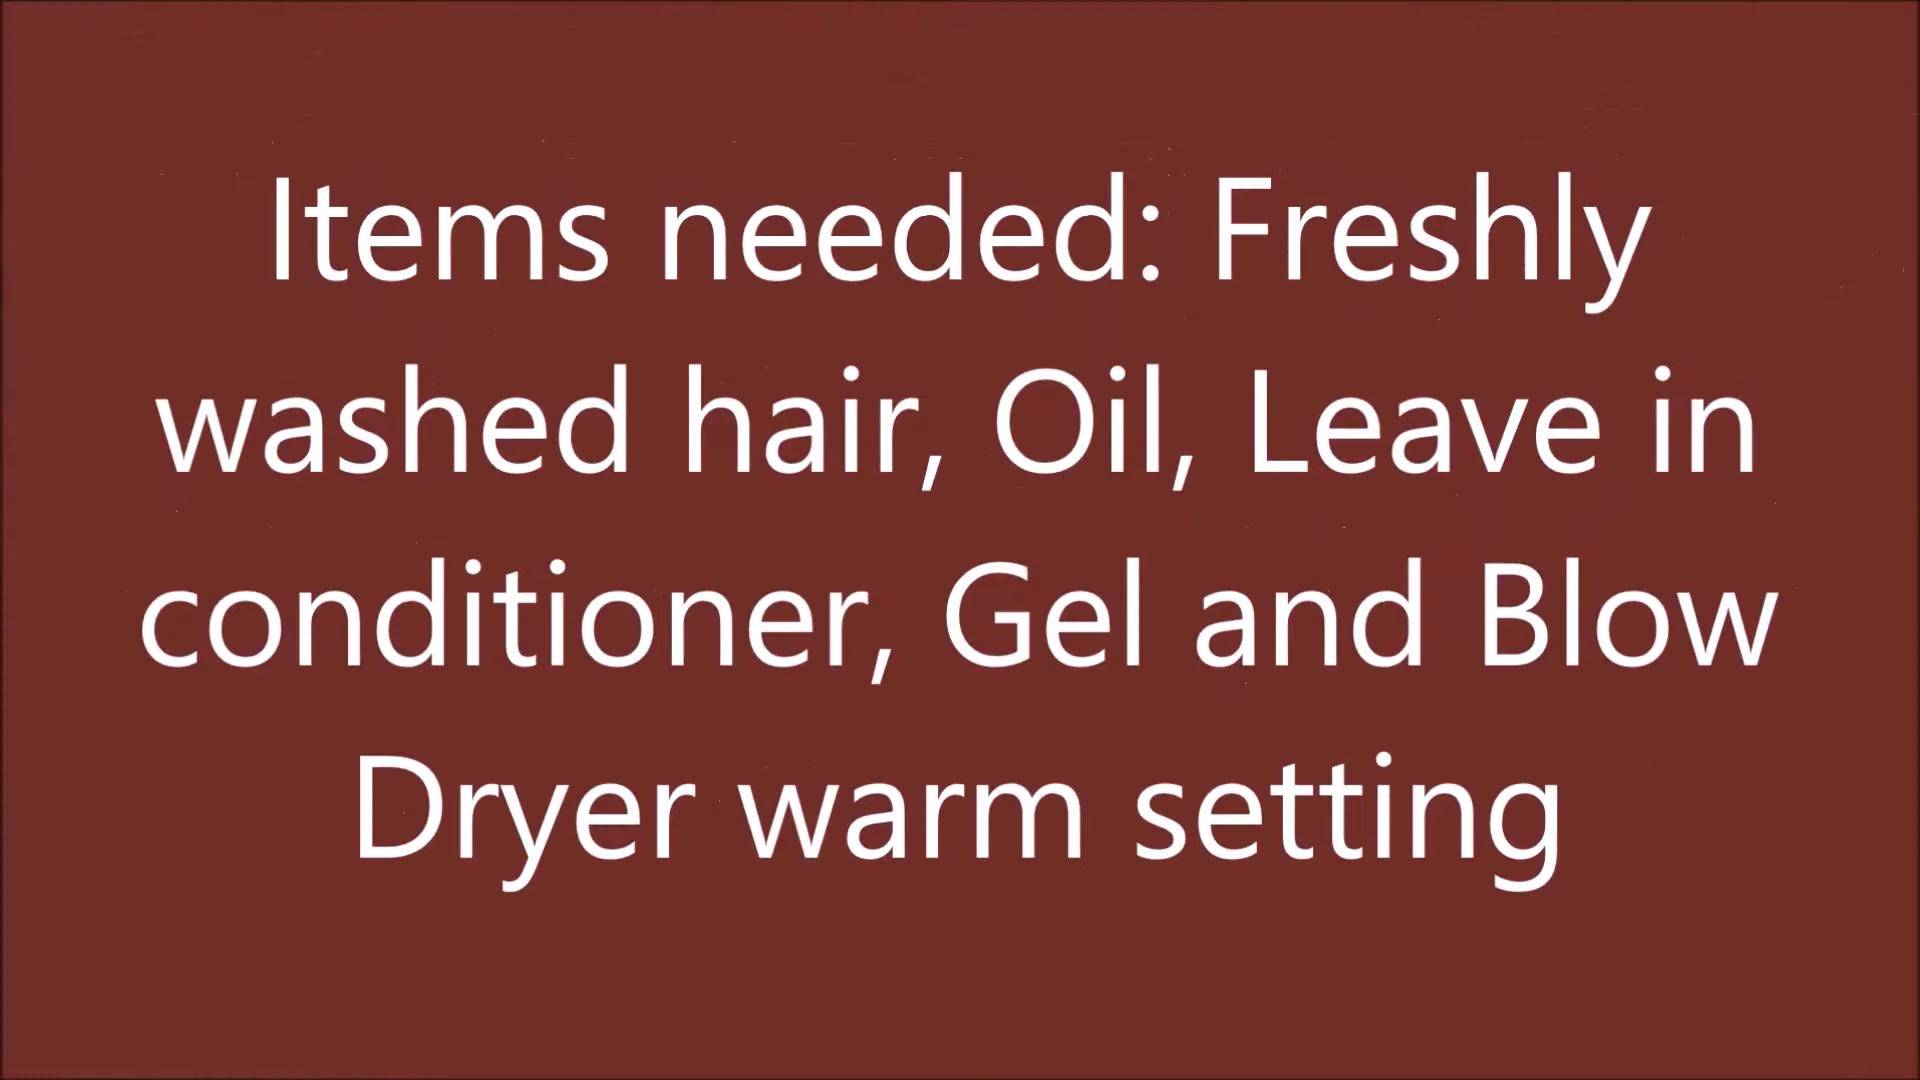 Items needed: Freshly
washed hair, Oil, Leave in
conditioner, Gel and Blow
Dryer warm setting